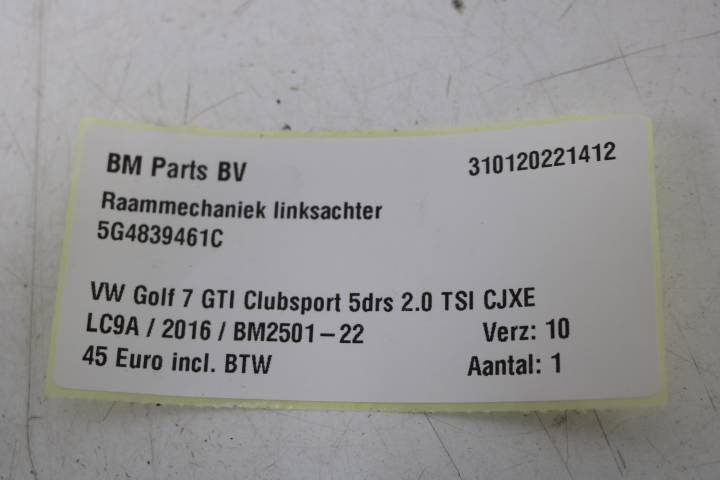 BM Parts BV 310120221412
Raammechaniek linksachter
5G4839461C
VW Golf 7 GTI Clubsport 5drs 2.0 TSI CJXE
LC9A / 2016 / BM2501-22 Verz: 10
45 Euro incl. BTW Aantal: 1